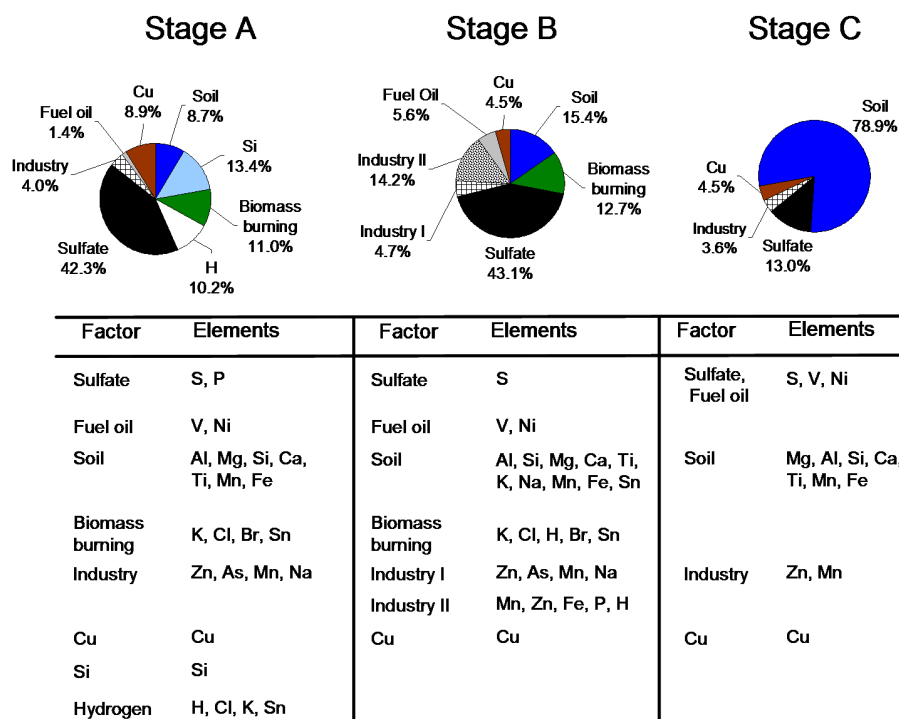 Stage A
Stage B
Stage C
Cu
8.9%
Soil
8.7%
Fuel oil
1.4%
Si
13.4%
Industry
4.0%
Biomass
burning
11.0%
Sulfate
42.3%
H
10.2%
Cu
4.5%
Fuel Oil
5.6%
Soil
15.4%
Industry II
14.2%
Biomass
burning
12.7%
Industry I
4.7%
Sulfate
43.1%
Soil
78.9%
Cu
4.5%
Industry
3.6%
Sulfate
13.0%
Factor Elements
Sulfate S, P
Fuel oil V, Ni
Soil Al, Mg, Si, Ca,
Ti, Mn, Fe
Biomass
burning K, Cl, Br, Sn
Industry Zn, As, Mn, Na
Cu Cu
Si Si
Hydrogen H, Cl, K, Sn
Factor Elements
Sulfate S
Fuel oil V, Ni
Soil Al, Si, Mg, Ca, Ti,
K, Na, Mn, Fe, Sn
Biomass
burning K, Cl, H, Br, Sn
Industry I Zn, As, Mn, Na
Industry II Mn, Zn, Fe, P, H
Cu Cu
Factor Elements
Sulfate, S, V, Ni
Fuel oil
Soil Mg, Al, Si, Ca,
Ti, Mn, Fe
Industry Zn, Mn
Cu Cu